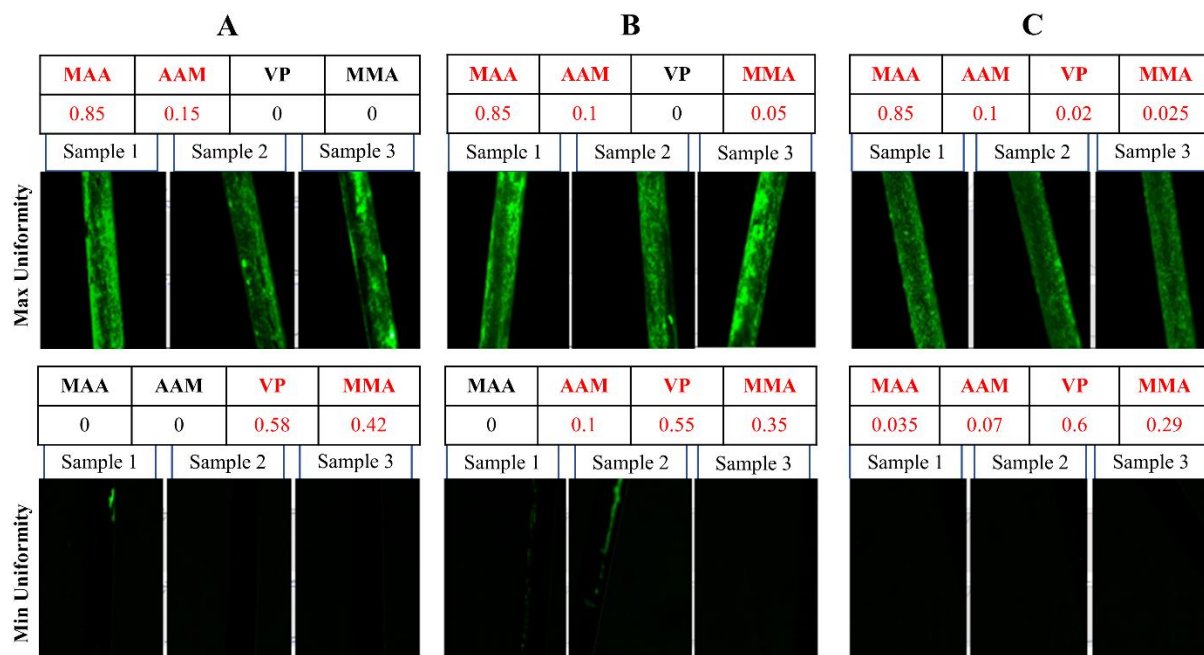 A B C
MAA AAM VP MMA MAA AAM VP MMA MAA AAM VP MMA
0.85 0.15 0 0 0.85 0.1 0 0.05 0.85 0.1 0.02 0.025
Sample 1 Sample 2 Sample 3 Sample 1 Sample 2 Sample 3 Sample 1 Sample 2 Sample 3
Max Uniformity
MAA AAM VP MMA MAA AAM VP MMA MAA AAM VP MMA
0 0 0.58 0.42 0 0.1 0.55 0.35 0.035 0.07 0.6 0.29
Sample 1 Sample 2 Sample 3 Sample 1 Sample 2 Sample 3 Sample 1 Sample 2 Sample 3
Min Uniformity